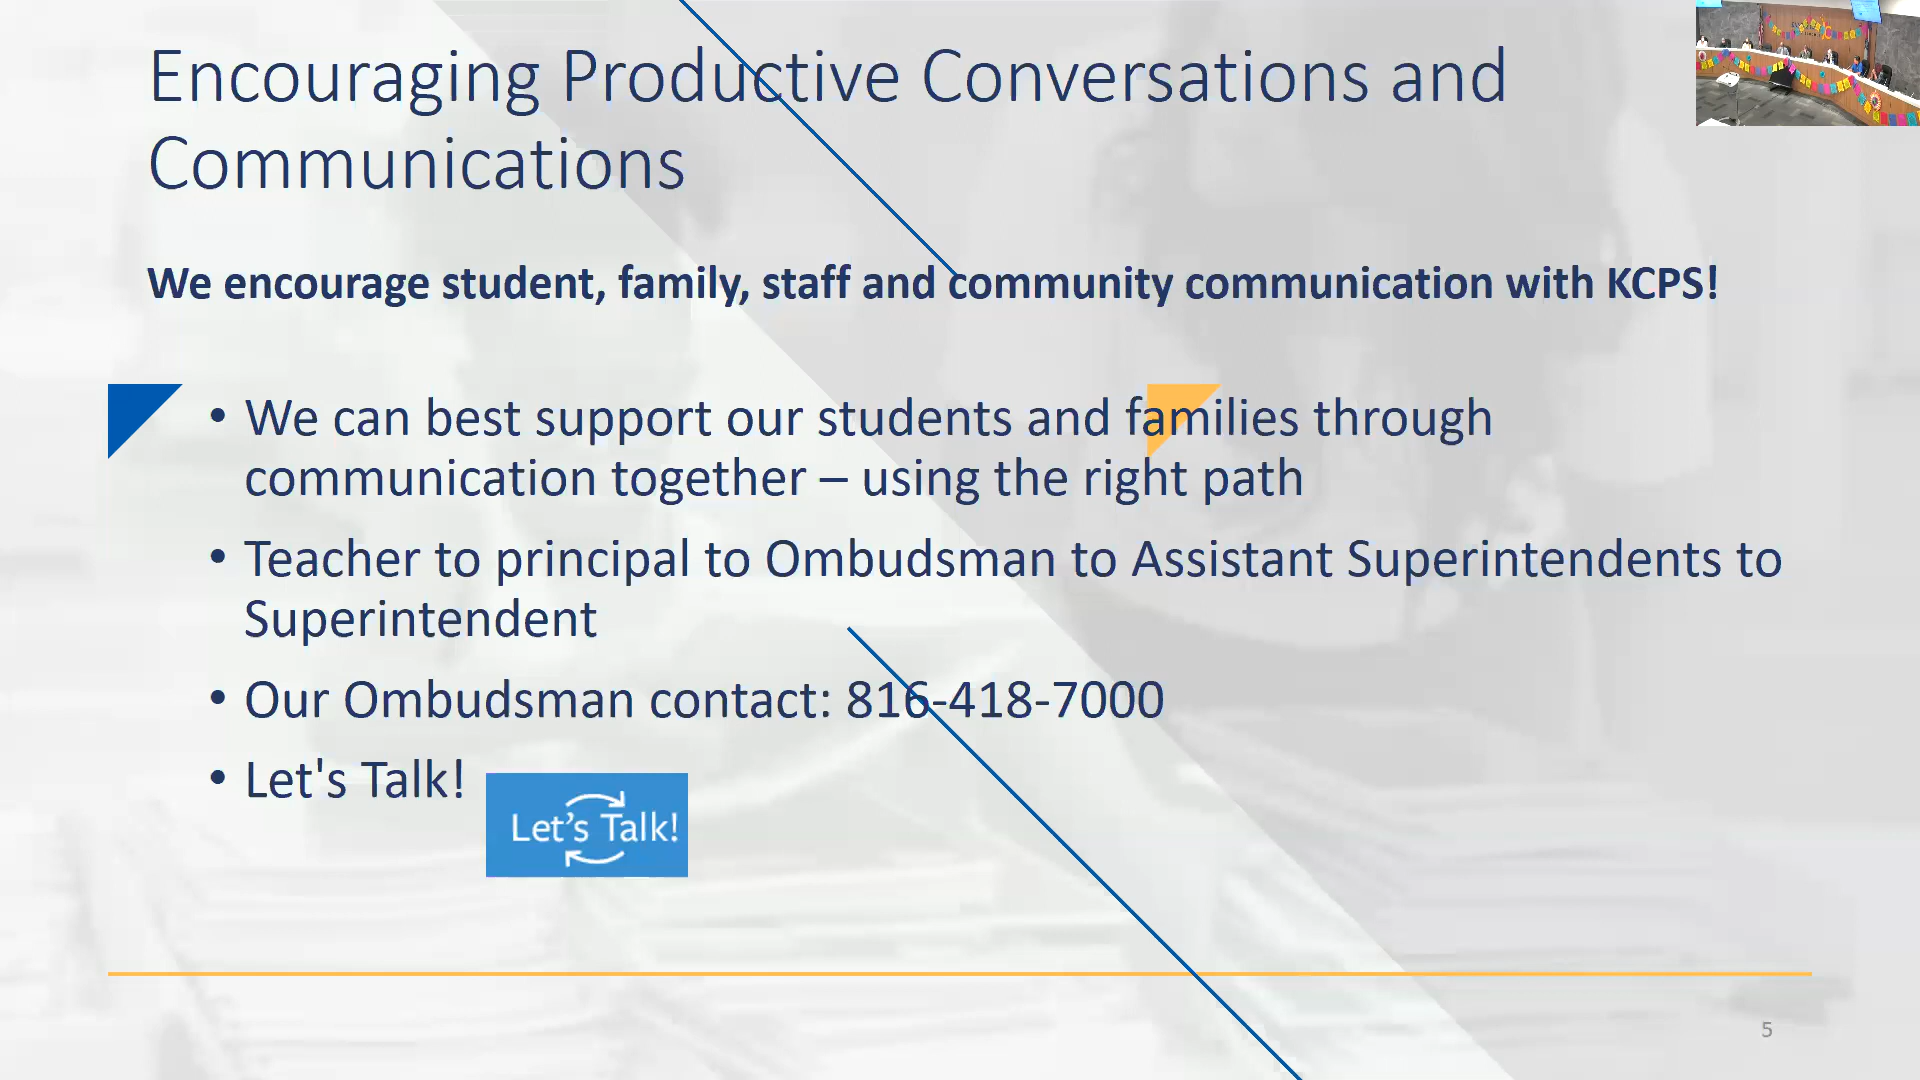 Encouraging Productive Conversations and
Communications
We encourage student, family, staff and community communication with KCPS!
• We can best support our students and families through
communication together – using the right path
• Teacher to principal to Ombudsman to Assistant Superintendents to
Superintendent
• Our Ombudsman contact: 816-418-7000
• Let's Talk!
Let’s Talk!
5